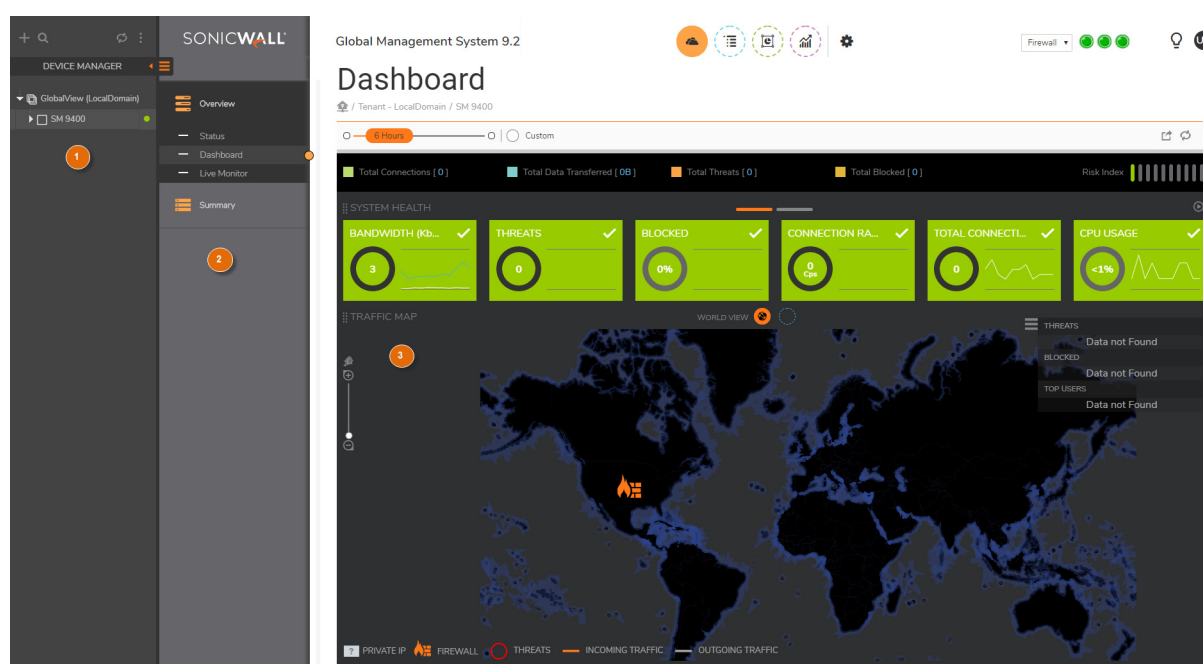 SONICWALL
DEVICE MANAGER
GlobalView (LocalDomain)
SM 9400
1
Overview
Status
Dashboard
Live Monitor
Summary
2
Global Management System 9.2
Firewall
U
Dashboard
/ Tenant - LocalDomain / SM 9400
6 Hours
Custom
Total Connections [ 0 ]
Total Data Transferred [ 0B ]
Total Threats [ 0 ]
Total Blocked [ 0 ]
Risk Index
SYSTEM HEALTH
BANDWIDTH (Kb...
3
THREATS
0
BLOCKED
0%
CONNECTION RA...
0
Cps
TOTAL CONNECTI...
0
CPU USAGE
<1%
TRAFFIC MAP
WORLD VIEW
3
THREATS
Data not Found
BLOCKED
Data not Found
TOP USERS
Data not Found
? PRIVATE IP
FIREWALL
THREATS
INCOMING TRAFFIC
OUTGOING TRAFFIC